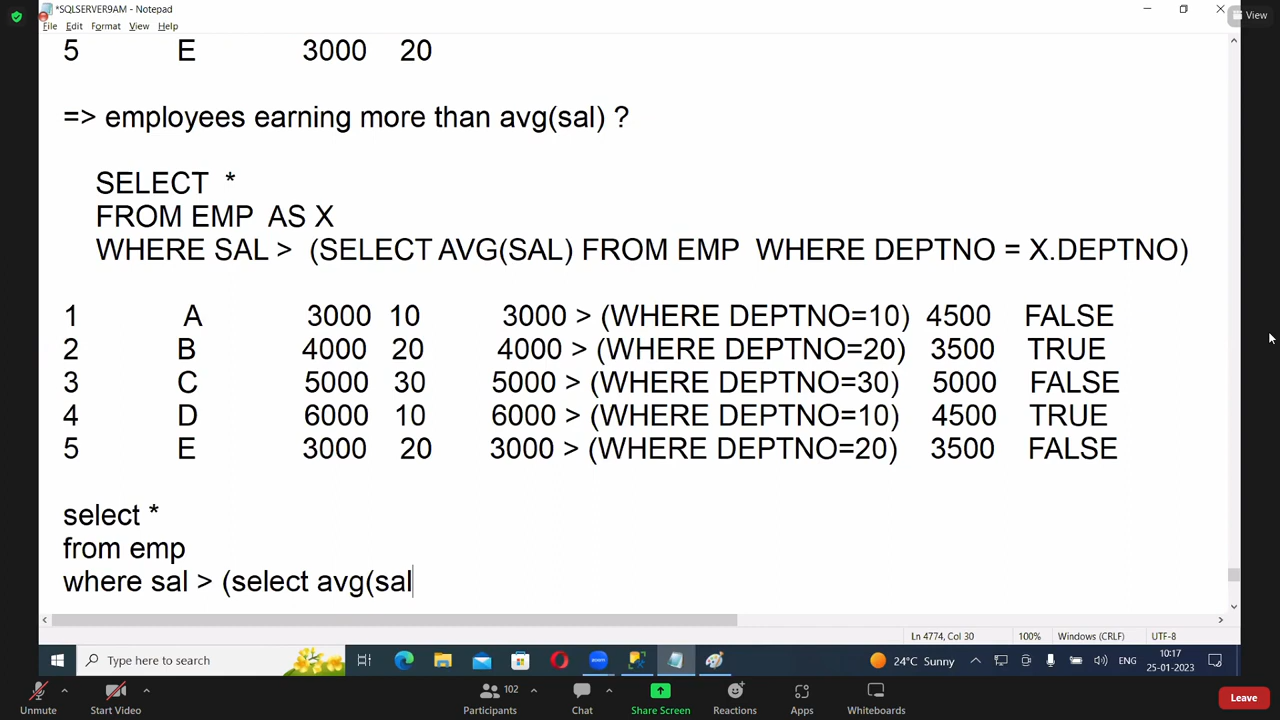 *SQLSERVER9AM - Notepad
View
File Edit Format View Help
5 E 3000 20
=> employees earning more than avg(sal) ?
SELECT *
FROM EMP AS X
WHERE SAL > (SELECT AVG(SAL) FROM EMP WHERE DEPTNO = X.DEPTNO)
1 A 3000 10 3000 > (WHERE DEPTNO=10) 4500 FALSE
2 B 4000 20 4000 > (WHERE DEPTNO=20) 3500 TRUE
3 C 5000 30 5000 > (WHERE DEPTNO=30) 5000 FALSE
4 D 6000 10 6000 > (WHERE DEPTNO=10) 4500 TRUE
5 E 3000 20 3000 > (WHERE DEPTNO=20) 3500 FALSE
select *
from emp
where sal > (select avg(sal
Ln 4774, Col 30 100% Windows (CRLF) UTF-8
Type here to search
24°C Sunny
ENG
10:17
25-01-2023
102
Unmute Start Video Participants Chat Share Screen Reactions Apps Whiteboards Leave